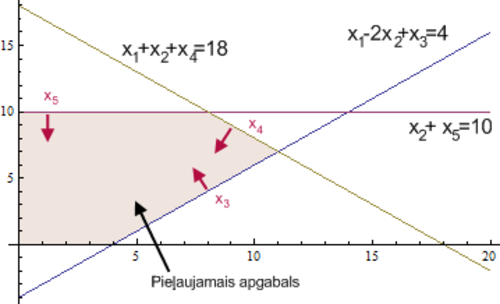 15
x₁+x₂+x₄=18
x₁-2x₂+x₃=4
x₅
10
x₄
x₂+ x₅=10
5
x₃
5
10
15
20
Pieļaujamais apgabals